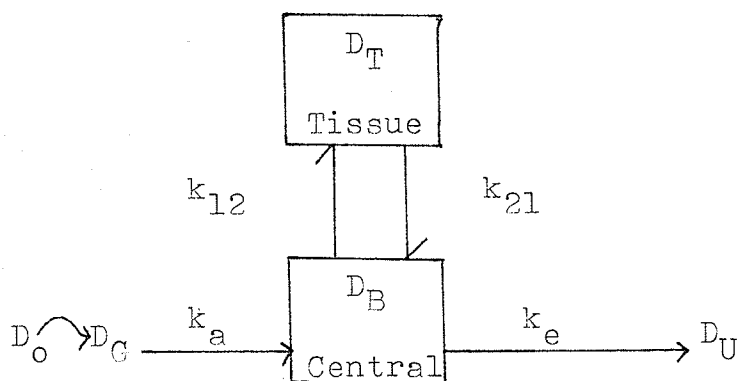 D_T
Tissue
k_12 k_21
D_B
D_o D_G k_a k_e D_U
Central